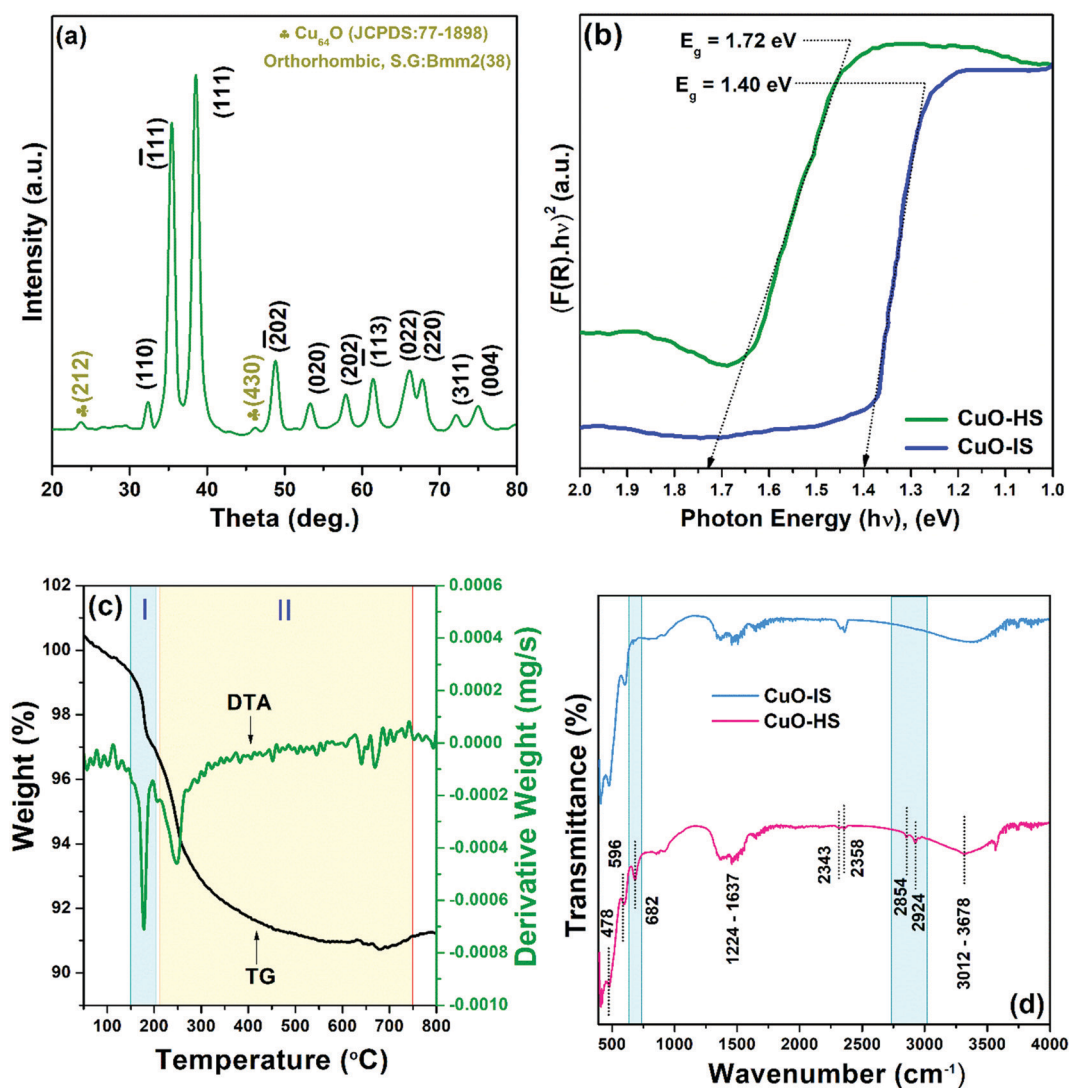 (a)
♣ Cu64O (JCPDS:77-1898)
Orthorhombic, S.G:Bmm2(38)
Intensity (a.u.)
♣(212)
(110)
(1̅11)
(111)
♣(430)
(2̅02)
(020)
(202)
(1̅13)
(022)
(220)
(311)
(004)
20 30 40 50 60 70 80
Theta (deg.)
(b)
Eg = 1.72 eV
Eg = 1.40 eV
(F(R).hν)2 (a.u.)
CuO-HS
CuO-IS
2.0 1.9 1.8 1.7 1.6 1.5 1.4 1.3 1.2 1.1 1.0
Photon Energy (hν), (eV)
(c)
I
II
Weight (%)
102
100
98
96
94
92
90
DTA
TG
0.0006
0.0004
0.0002
0.0000
-0.0002
-0.0004
-0.0006
-0.0008
-0.0010
Derivative Weight (mg/s)
100 200 300 400 500 600 700 800
Temperature (oC)
Transmittance (%)
CuO-IS
CuO-HS
478
596
682
1224 - 1637
2343
2358
2854
2924
3012 - 3678
(d)
500 1000 1500 2000 2500 3000 3500 4000
Wavenumber (cm-1)